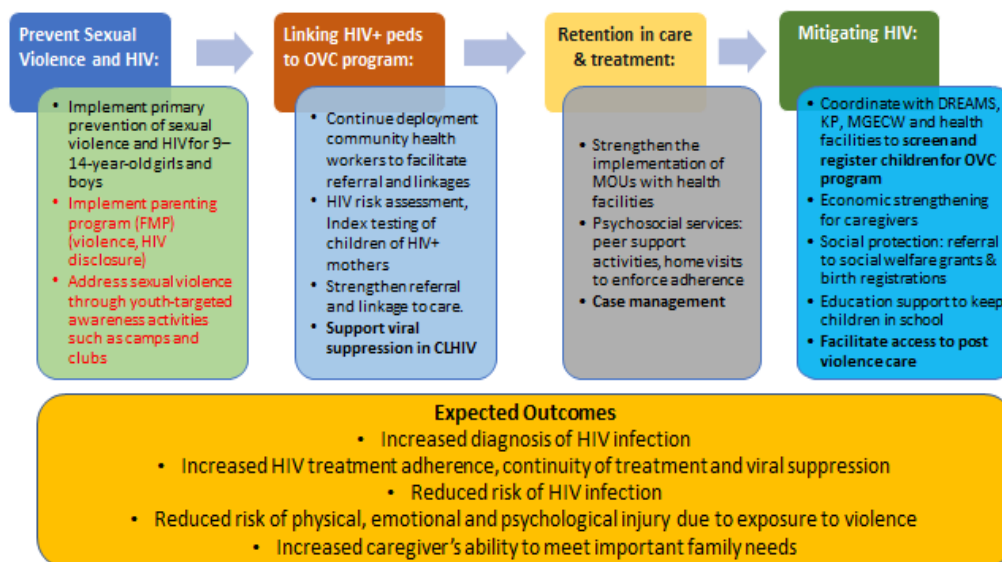 Prevent Sexual
Violence and HIV:
• Implement primary
prevention of sexual
violence and HIV for 9–
14-year-old girls and
boys
• Implement parenting
program (FMP)
(violence, HIV
disclosure)
• Address sexual violence
through youth-targeted
awareness activities
such as camps and
clubs
Linking HIV+ peds
to OVC program:
• Continue deployment
community health
workers to facilitate
referral and linkages
• HIV risk assessment,
Index testing of
children of HIV+
mothers
• Strengthen referral
and linkage to care.
• Support viral
suppression in CLHIV
Retention in care
& treatment:
• Strengthen the
implementation of
MOUs with health
facilities
• Psychosocial services:
peer support
activities, home visits
to enforce adherence
• Case management
Mitigating HIV:
• Coordinate with DREAMS,
KP, MGECW and health
facilities to screen and
register children for OVC
program
• Economic strengthening
for caregivers
• Social protection: referral
to social welfare grants &
birth registrations
• Education support to keep
children in school
• Facilitate access to post
violence care
Expected Outcomes
• Increased diagnosis of HIV infection
• Increased HIV treatment adherence, continuity of treatment and viral suppression
• Reduced risk of HIV infection
• Reduced risk of physical, emotional and psychological injury due to exposure to violence
• Increased caregiver's ability to meet important family needs